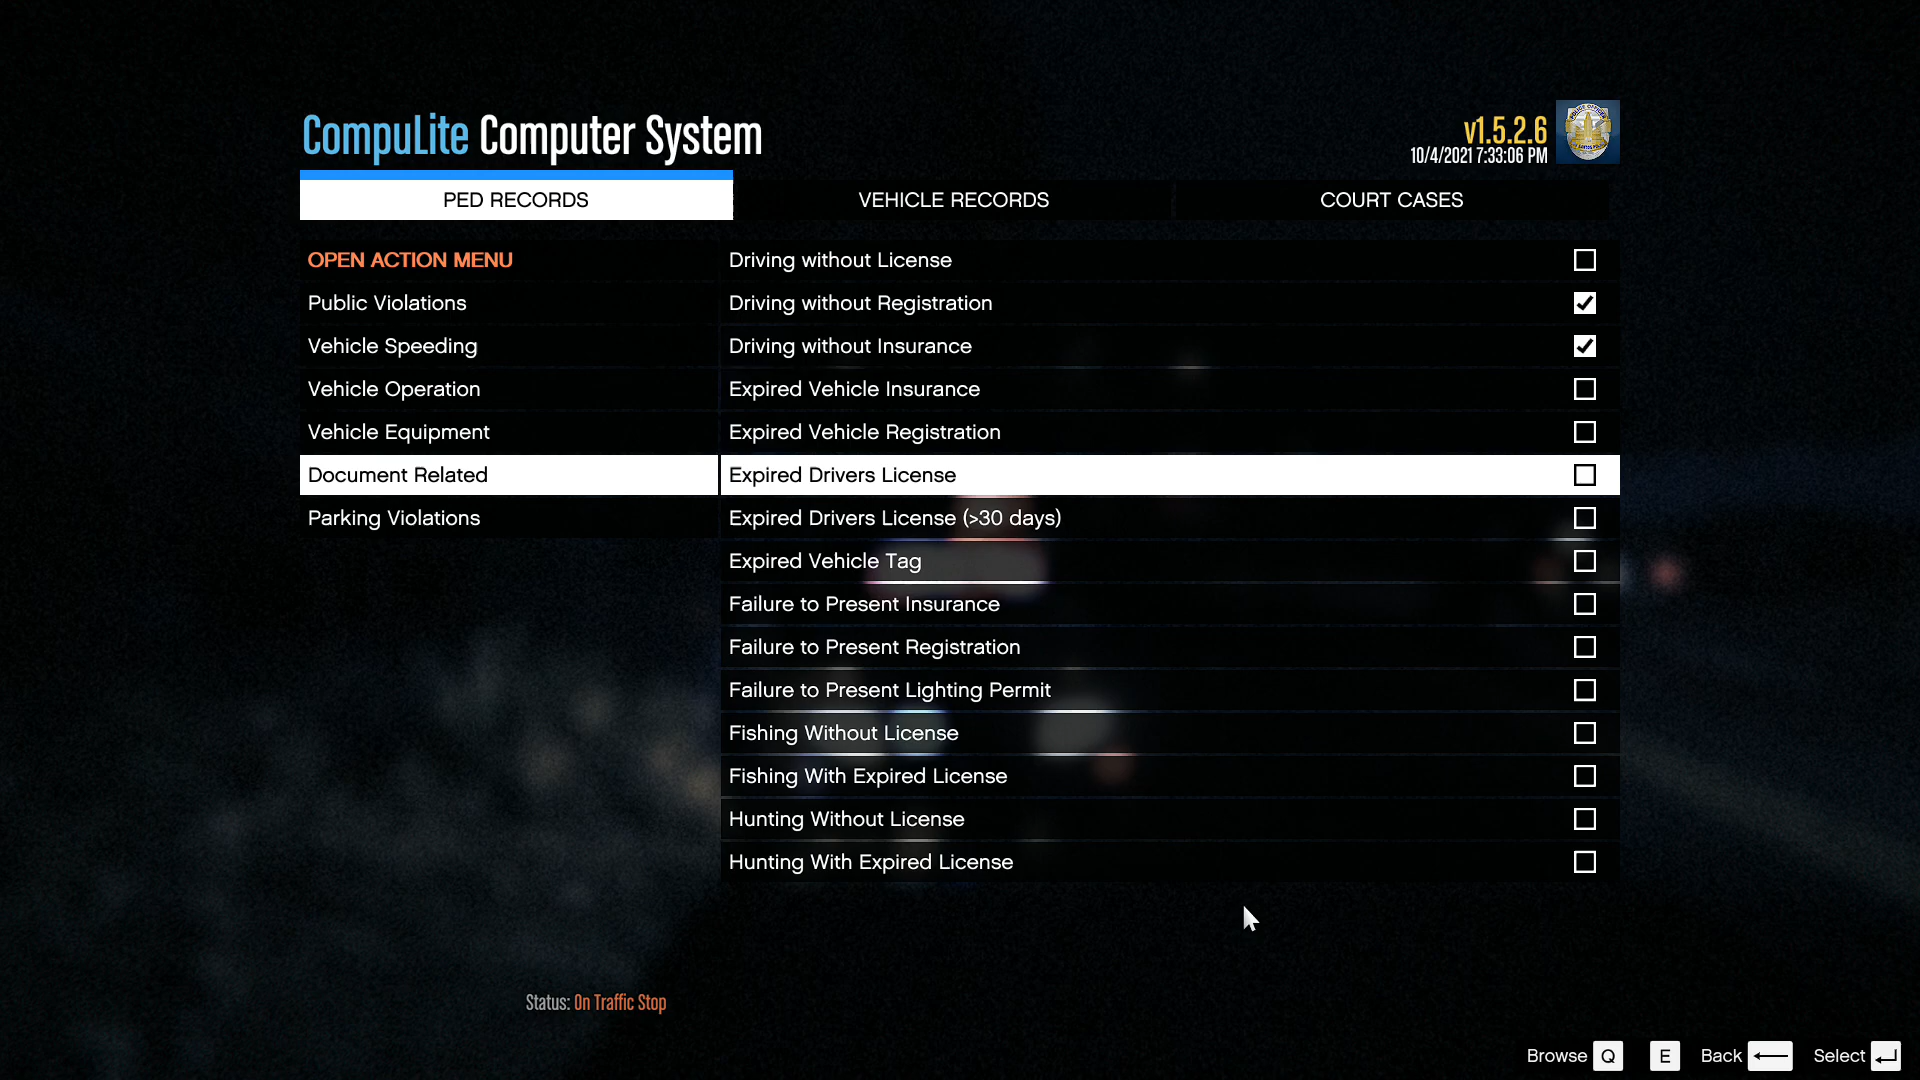 CompuLite Computer System
v1.5.2.6
10/4/2021 7:33:06 PM
PED RECORDS
VEHICLE RECORDS
COURT CASES
OPEN ACTION MENU
Public Violations
Vehicle Speeding
Vehicle Operation
Vehicle Equipment
Document Related
Parking Violations
Driving without License
Driving without Registration
Driving without Insurance
Expired Vehicle Insurance
Expired Vehicle Registration
Expired Drivers License
Expired Drivers License (>30 days)
Expired Vehicle Tag
Failure to Present Insurance
Failure to Present Registration
Failure to Present Lighting Permit
Fishing Without License
Fishing With Expired License
Hunting Without License
Hunting With Expired License
Status: On Traffic Stop
Browse Q E Back Select